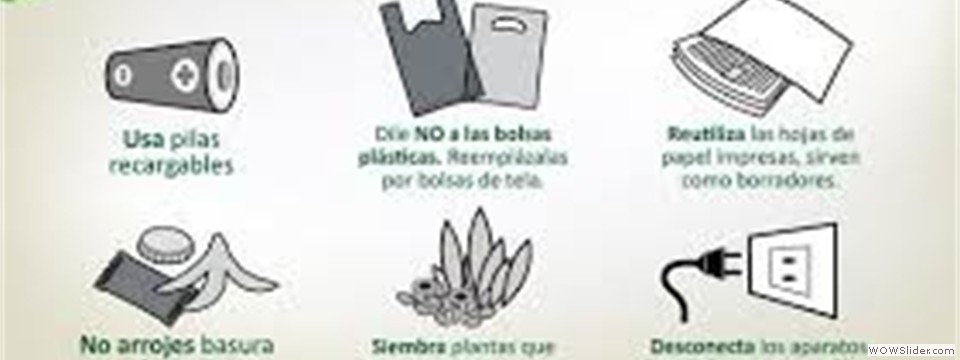 Usa pilas
recargables
Dile NO a las bolsas
plásticas. Reemplázalas
por bolsas de tela.
Reutiliza las hojas de
papel impresas, sirven
como borradores.
No arrojes basura
Siembra plantas que
Desconecta los aparatos
WOWSlider.com